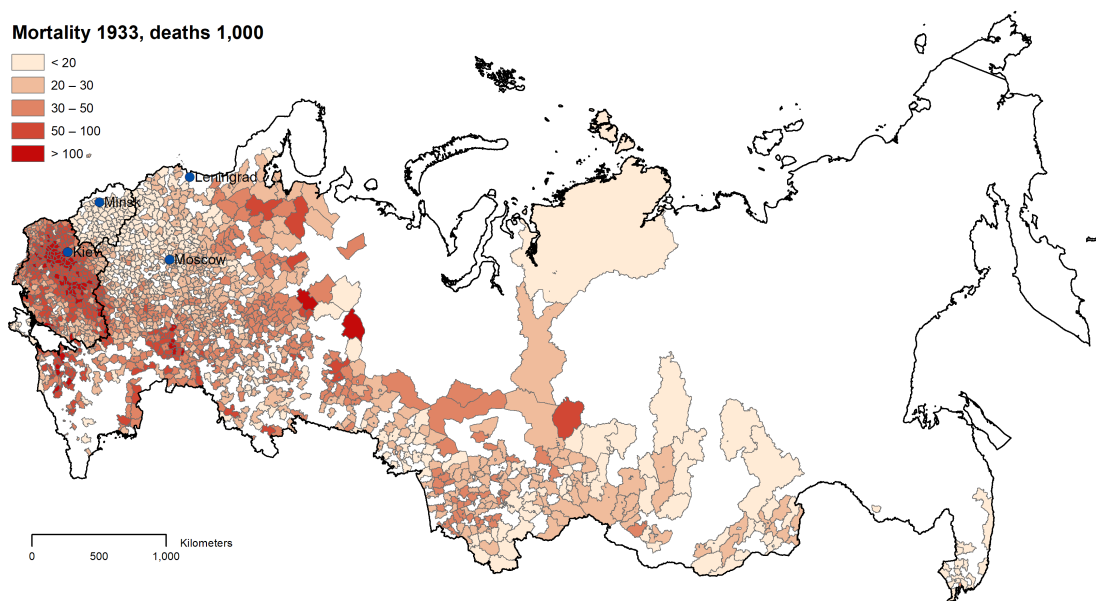 Mortality 1933, deaths 1,000
< 20
20 – 30
30 – 50
50 – 100
> 100
Leningrad
Minsk
Kiev
Moscow
Kilometers
0 500 1,000